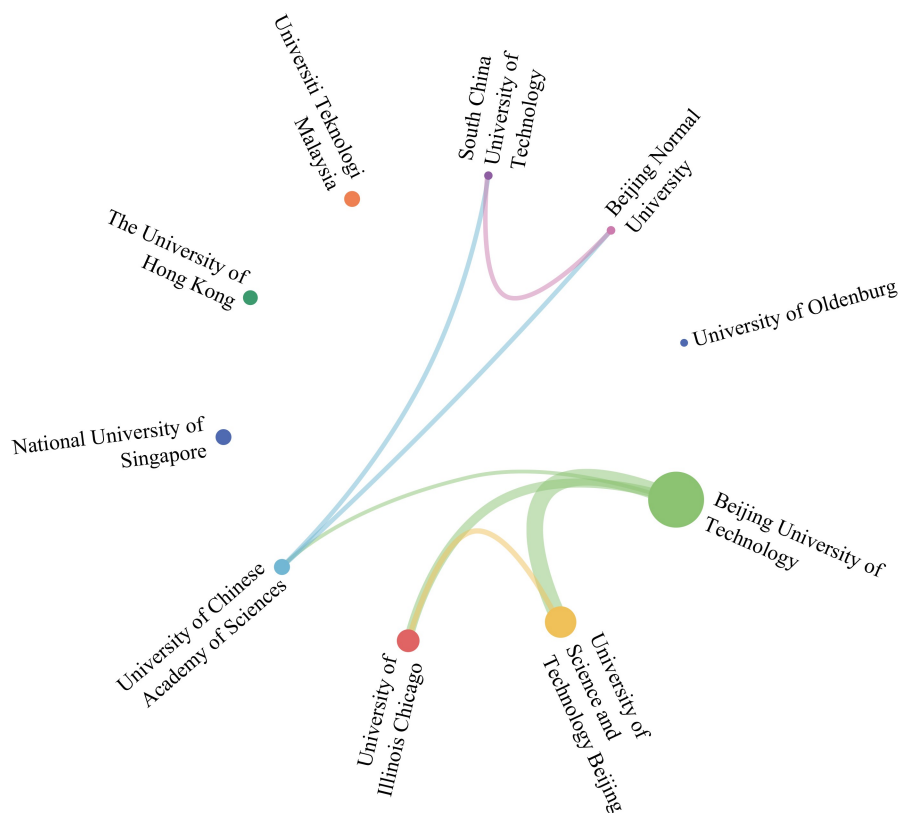 Universiti Teknologi
Malaysia
South China
University of
Technology
Beijing Normal
University
The University of
Hong Kong
University of Oldenburg
National University of
Singapore
Beijing University of
Technology
University of Chinese
Academy of Sciences
University of
Illinois Chicago
University of
Science and
Technology Beijing